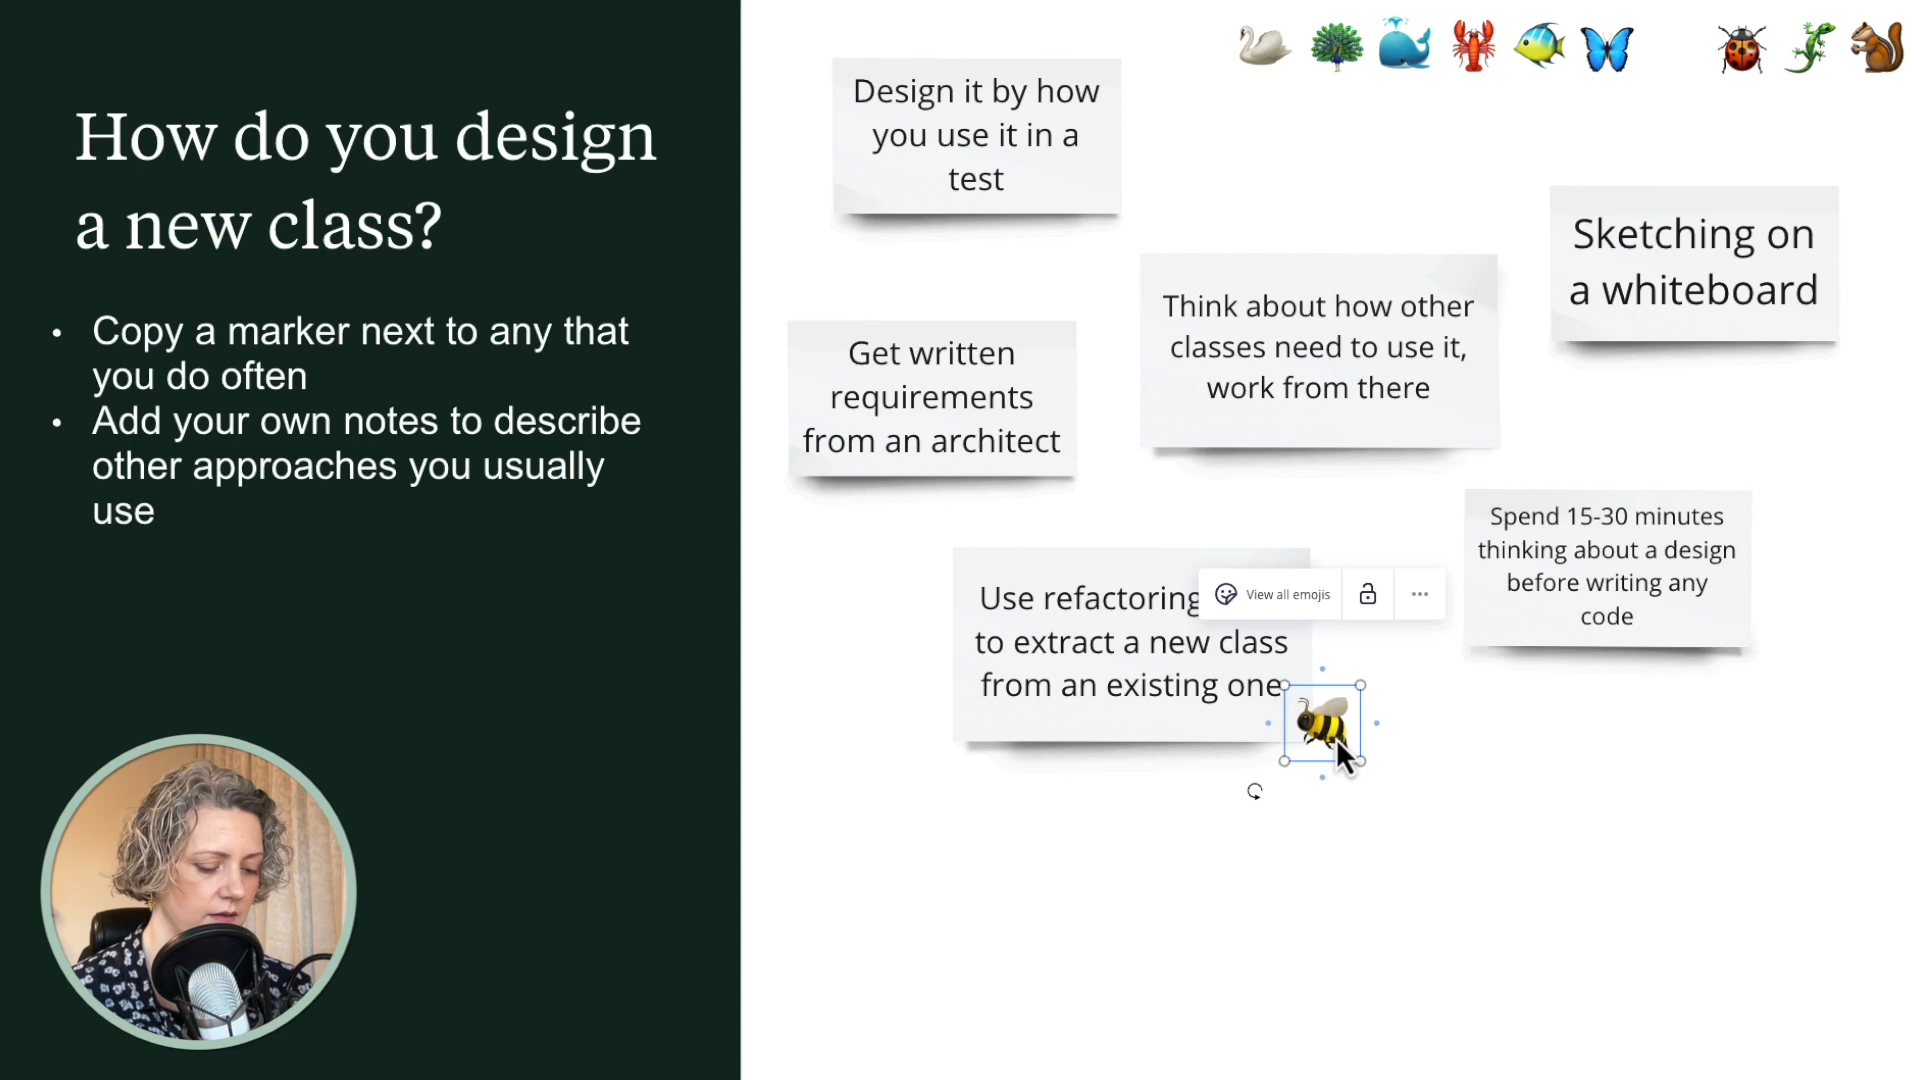 How do you design
a new class?
• Copy a marker next to any that
you do often
• Add your own notes to describe
other approaches you usually
use
Design it by how
you use it in a
test
Sketching on
a whiteboard
Think about how other
classes need to use it,
work from there
Get written
requirements
from an architect
Spend 15-30 minutes
thinking about a design
before writing any
code
Use refactoring
to extract a new class
from an existing one
View all emojis